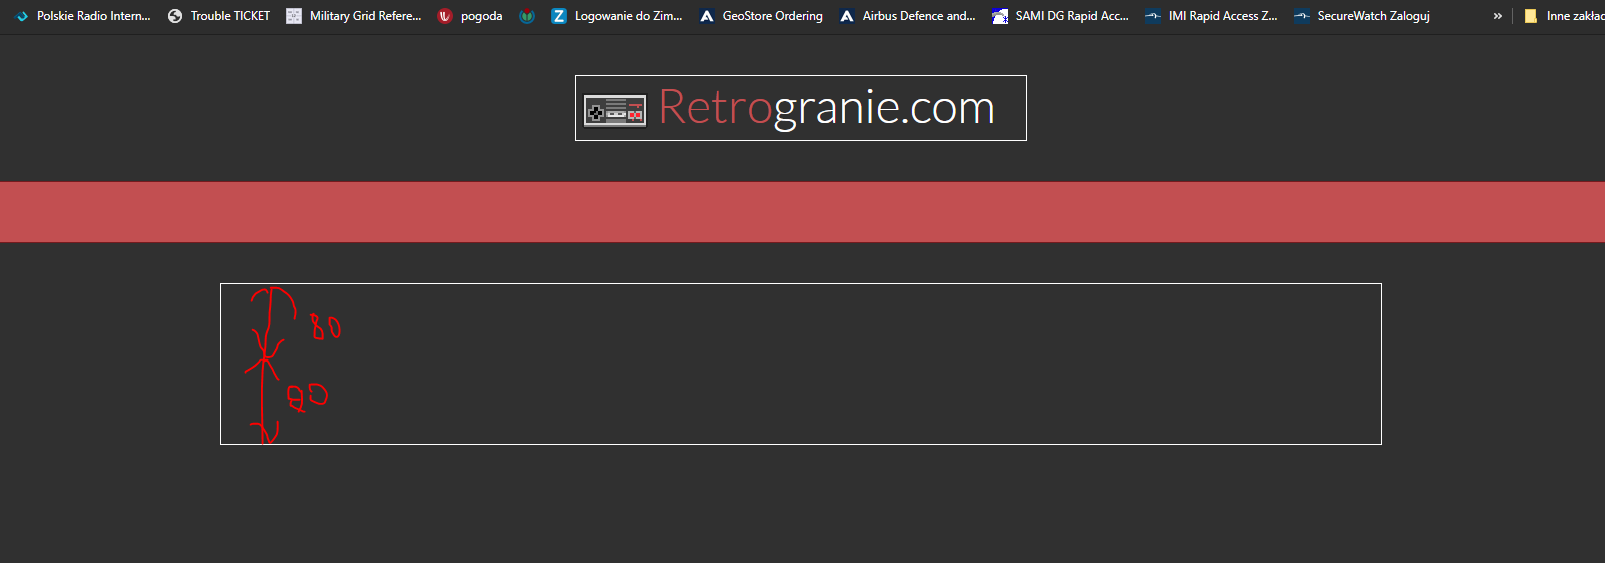 Polskie Radio Intern... Trouble TICKET Military Grid Refere... pogoda Logowanie do Zim... GeoStore Ordering Airbus Defence and... SAMI DG Rapid Acc... IMI Rapid Access Z... SecureWatch Zaloguj » Inne zakład
Retrogranie.com
80
80